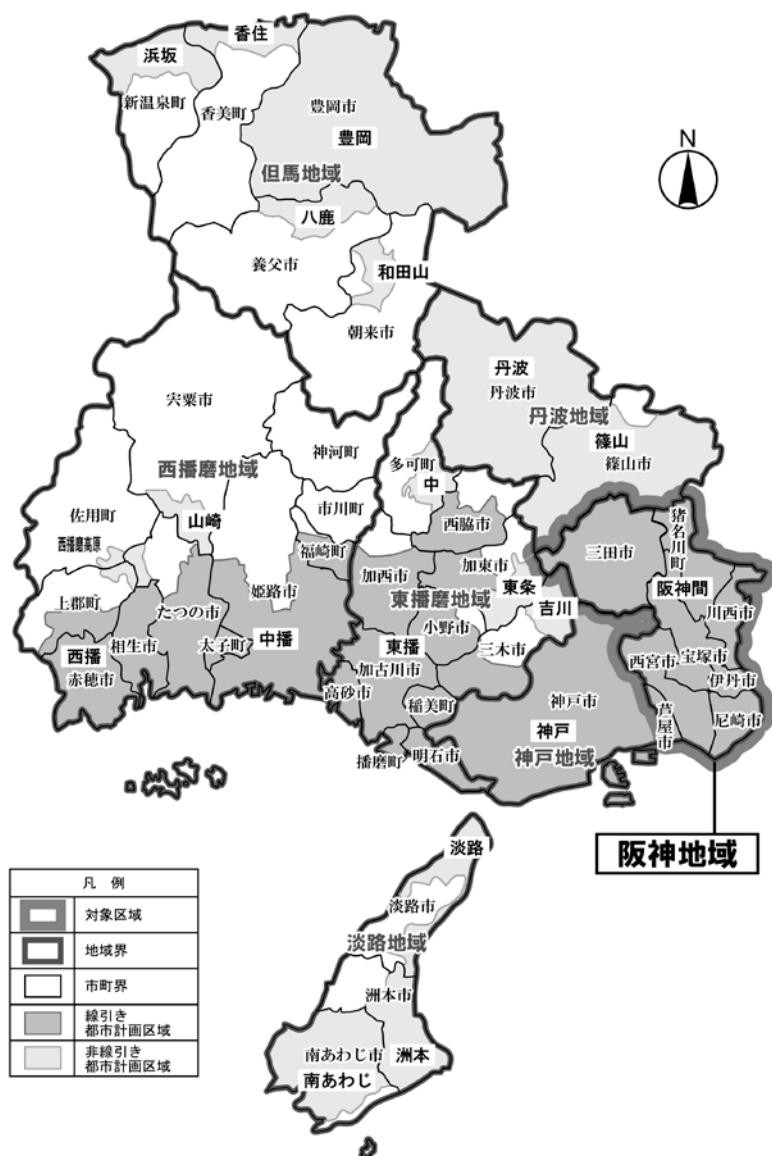 香住
浜坂
新温泉町
香美町
豊岡市
豊岡
但馬地域
N
八鹿
養父市
和田山
朝来市
丹波
丹波市
丹波地域
篠山
篠山市
宍粟市
神河町
西播磨地域
多可町
中
佐用町
山崎
市川町
西脇市
西播磨高原
福崎町
加西市
加東市
東条
三田市
猪名川町
阪神間
川西市
上郡町
たつの市
姫路市
東播磨地域
吉川
小野市
西播
相生市
太子町
中播
東播
三木市
赤穂市
加古川市
高砂市
稲美町
神戸市
西宮市
宝塚市
伊丹市
芦屋市
尼崎市
神戸
神戸地域
播磨町
明石市
阪神地域
淡路
淡路市
淡路地域
洲本市
南あわじ市
洲本
南あわじ
凡 例
対象区域
地域界
市町界
線引き
都市計画区域
非線引き
都市計画区域